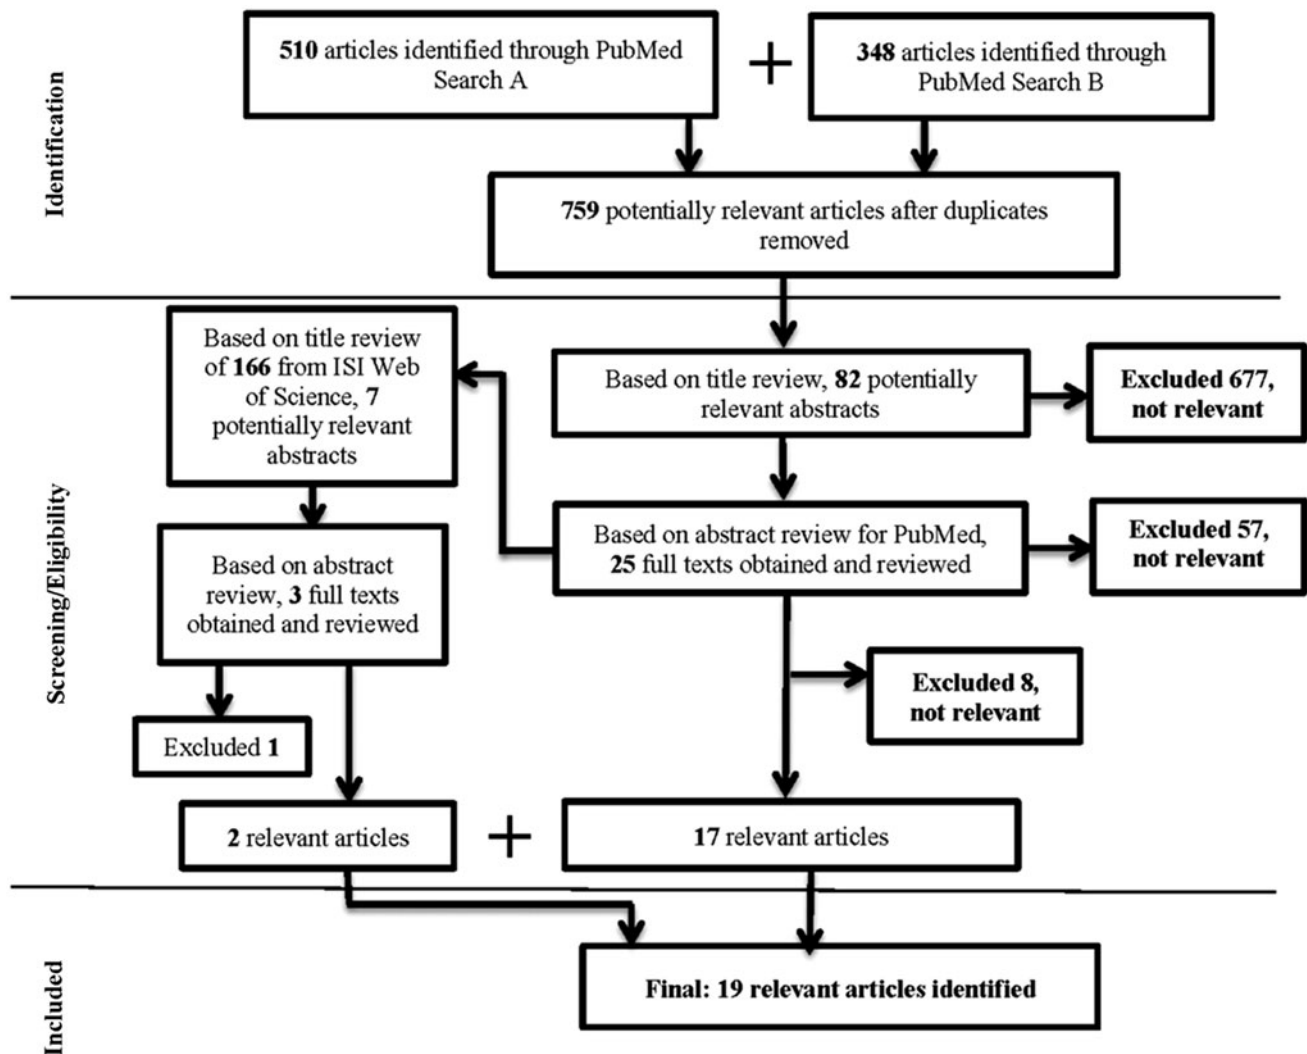 Identification
510 articles identified through PubMed
Search A
+
348 articles identified through
PubMed Search B
759 potentially relevant articles after duplicates
removed
Screening/Eligibility
Based on title review
of 166 from ISI Web
of Science, 7
potentially relevant
abstracts
Based on title review, 82 potentially
relevant abstracts
Excluded 677,
not relevant
Based on abstract
review, 3 full texts
obtained and reviewed
Based on abstract review for PubMed,
25 full texts obtained and reviewed
Excluded 57,
not relevant
Excluded 8,
not relevant
Excluded 1
2 relevant articles
+
17 relevant articles
Included
Final: 19 relevant articles identified